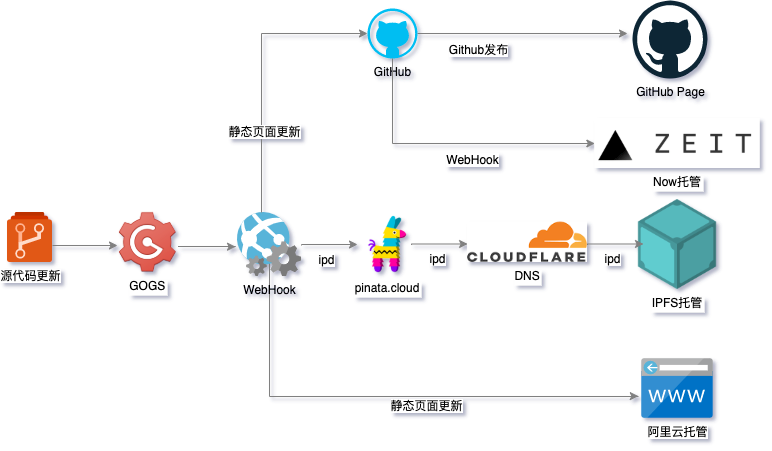 GitHub
Github发布
GitHub Page
静态页面更新
WebHook
ZEIT
Now托管
源代码更新
GOGS
WebHook
ipd
pinata.cloud
ipd
CLOUDFLARE
DNS
ipd
IPFS托管
静态页面更新
WWW
阿里云托管